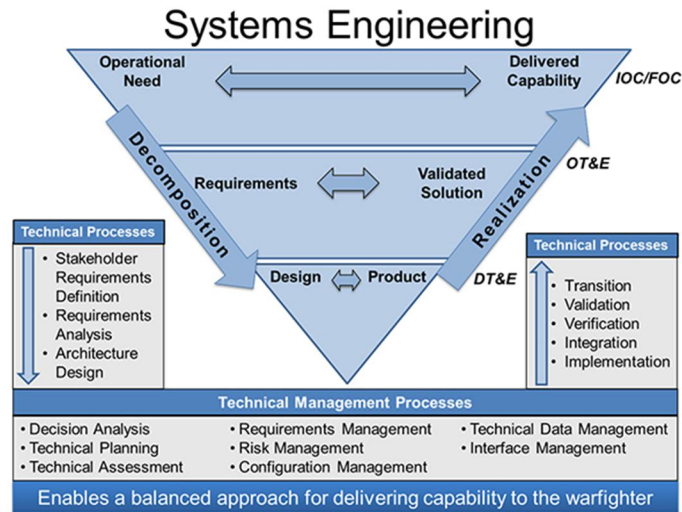 Systems Engineering
Operational
Need
Delivered
Capability
IOC/FOC
Decomposition
Realization
OT&E
Requirements
Validated
Solution
Design
Product
DT&E
Technical Processes
• Stakeholder
Requirements
Definition
• Requirements
Analysis
• Architecture
Design
Technical Processes
• Transition
• Validation
• Verification
• Integration
• Implementation
Technical Management Processes
• Decision Analysis
• Technical Planning
• Technical Assessment
• Requirements Management
• Risk Management
• Configuration Management
• Technical Data Management
• Interface Management
Enables a balanced approach for delivering capability to the warfighter